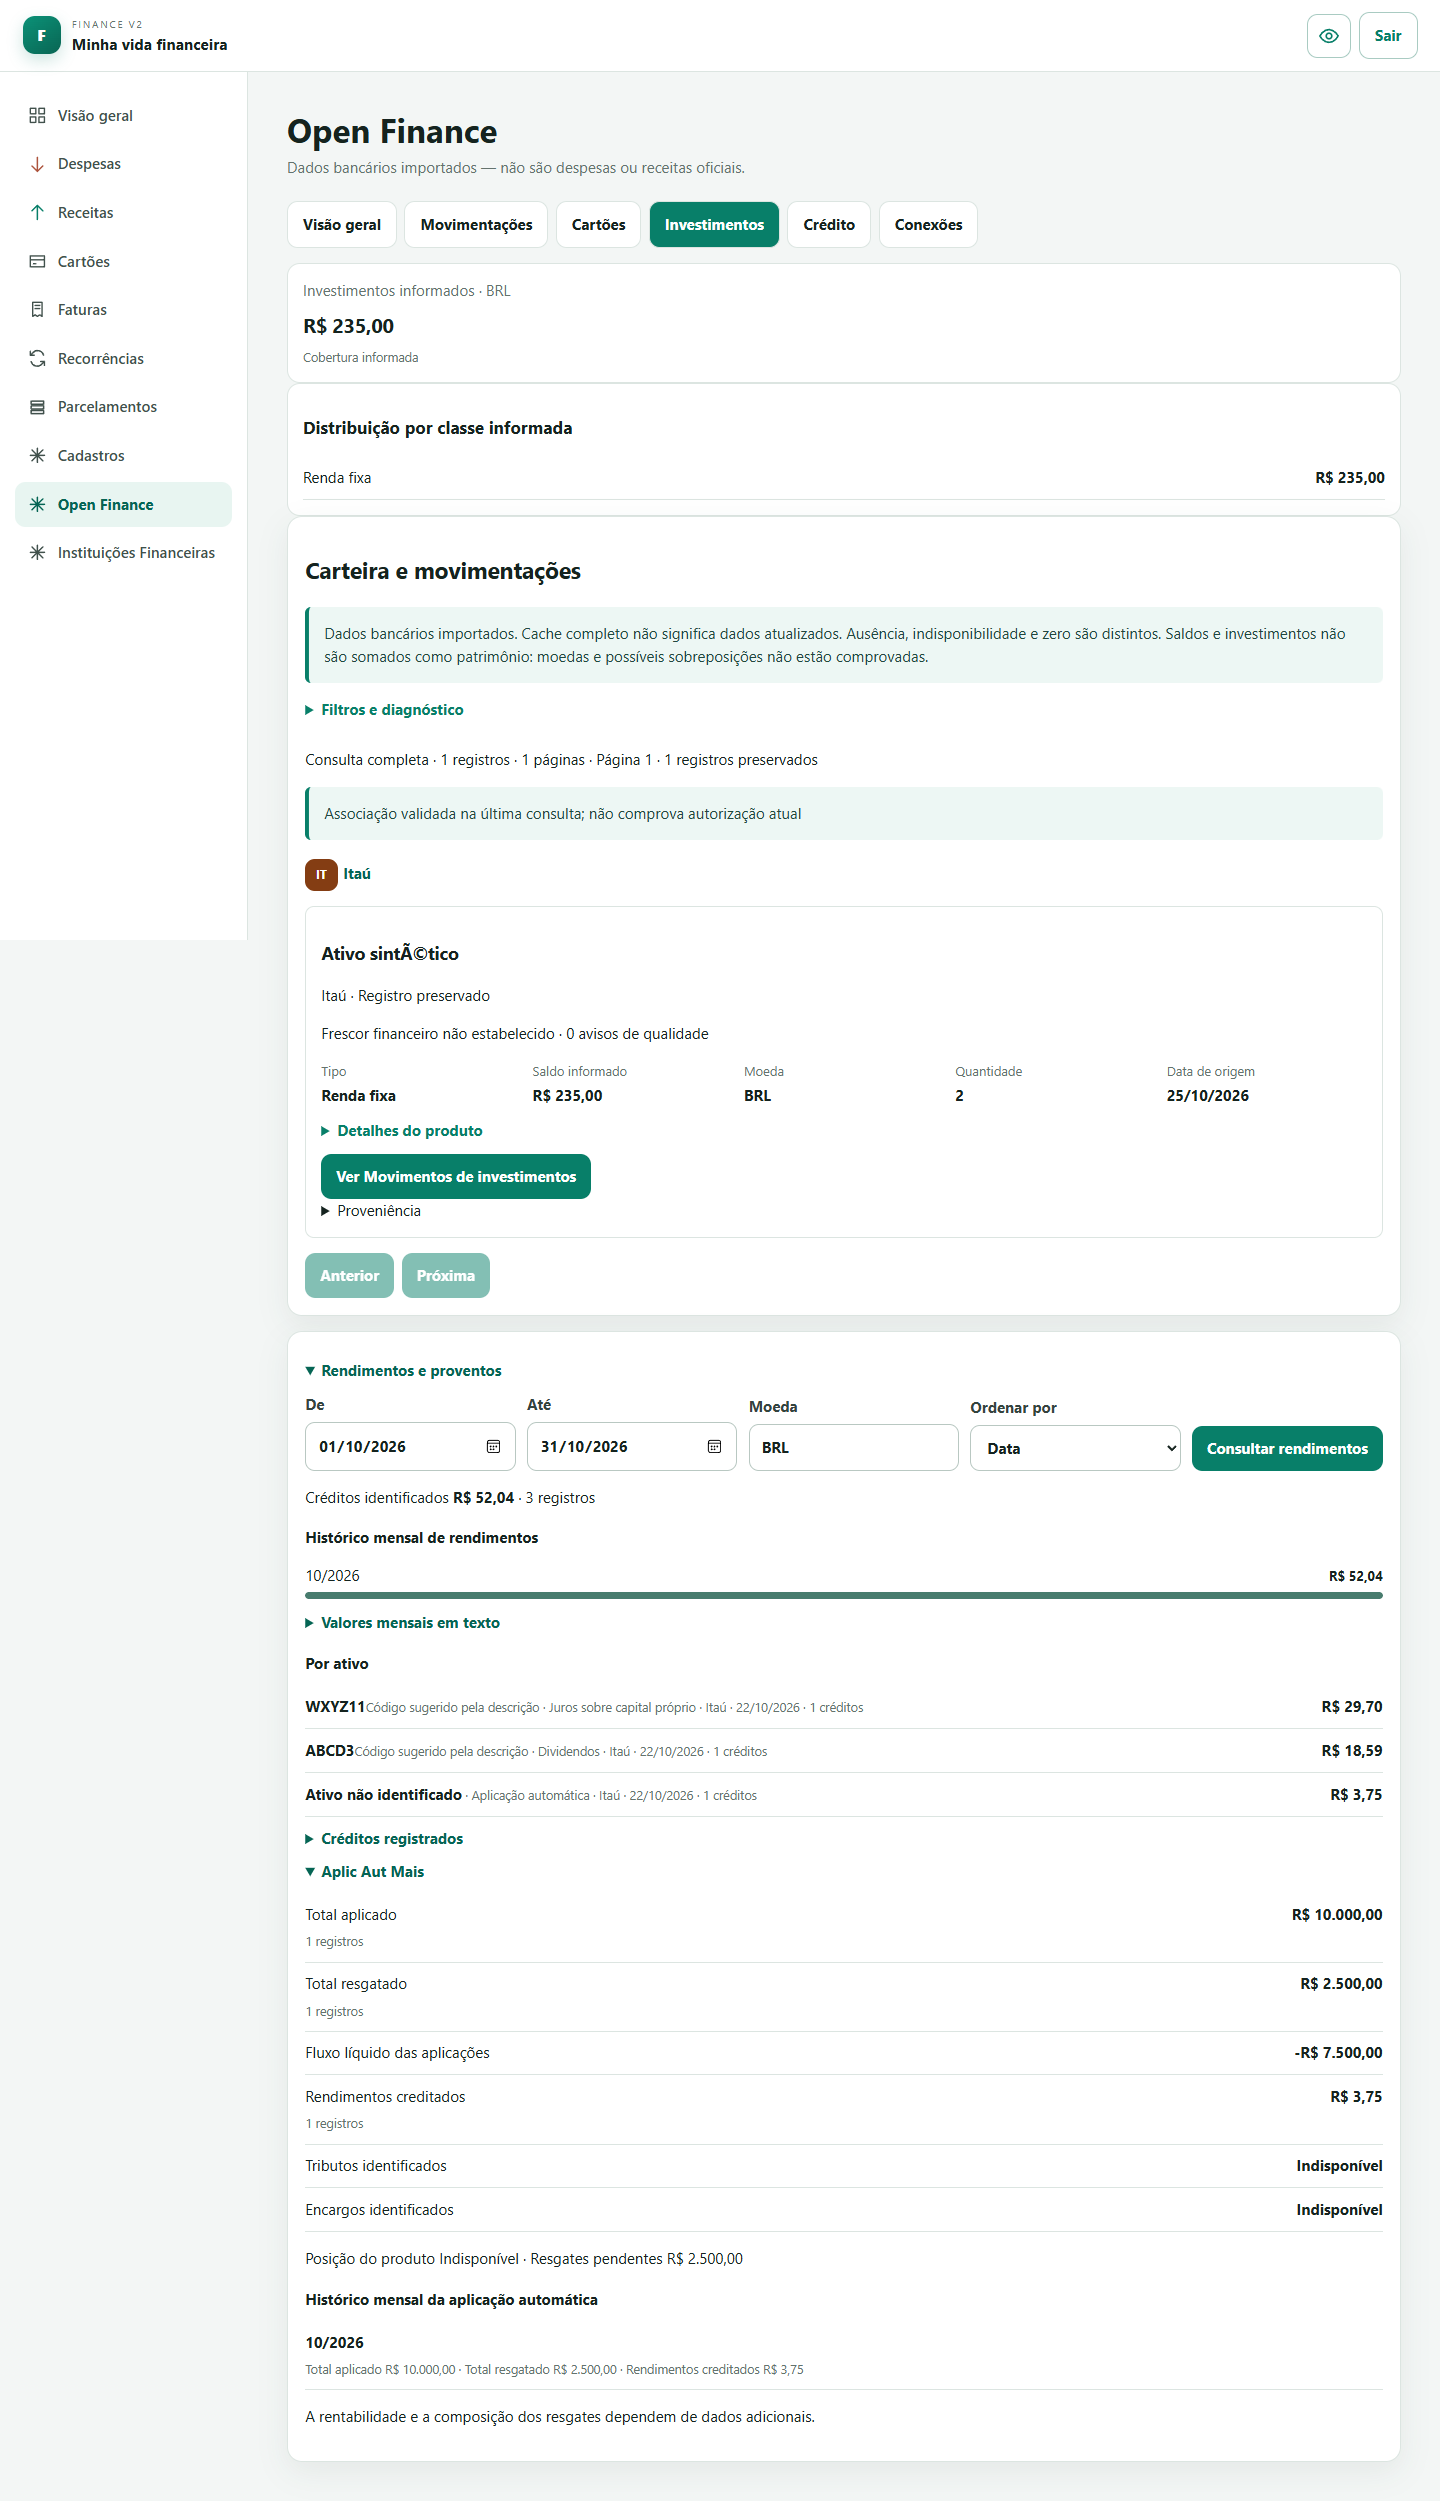 F
FINANCE V2
Minha vida financeira
Sair
Visão geral
Despesas
Receitas
Cartões
Faturas
Recorrências
Parcelamentos
Cadastros
Open Finance
Instituições Financeiras
Open Finance
Dados bancários importados — não são despesas ou receitas oficiais.
Visão geral Movimentações Cartões Investimentos Crédito Conexões
Investimentos informados · BRL
R$ 235,00
Cobertura informada
Distribuição por classe informada
Renda fixa R$ 235,00
Carteira e movimentações
Dados bancários importados. Cache completo não significa dados atualizados. Ausência, indisponibilidade e zero são distintos. Saldos e investimentos não
são somados como patrimônio: moedas e possíveis sobreposições não estão comprovadas.
Filtros e diagnóstico
Consulta completa · 1 registros · 1 páginas · Página 1 · 1 registros preservados
Associação validada na última consulta; não comprova autorização atual
IT Itaú
Ativo sintÃ©tico
Itaú · Registro preservado
Frescor financeiro não estabelecido · 0 avisos de qualidade
Tipo Saldo informado Moeda Quantidade Data de origem
Renda fixa R$ 235,00 BRL 2 25/10/2026
Detalhes do produto
Ver Movimentos de investimentos
Proveniência
Anterior Próxima
Rendimentos e proventos
De Até Moeda Ordenar por
01/10/2026 31/10/2026 BRL Data Consultar rendimentos
Créditos identificados R$ 52,04 · 3 registros
Histórico mensal de rendimentos
10/2026 R$ 52,04
Valores mensais em texto
Por ativo
WXYZ11Código sugerido pela descrição · Juros sobre capital próprio · Itaú · 22/10/2026 · 1 créditos R$ 29,70
ABCD3Código sugerido pela descrição · Dividendos · Itaú · 22/10/2026 · 1 créditos R$ 18,59
Ativo não identificado · Aplicação automática · Itaú · 22/10/2026 · 1 créditos R$ 3,75
Créditos registrados
Aplic Aut Mais
Total aplicado R$ 10.000,00
1 registros
Total resgatado R$ 2.500,00
1 registros
Fluxo líquido das aplicações -R$ 7.500,00
Rendimentos creditados R$ 3,75
1 registros
Tributos identificados Indisponível
Encargos identificados Indisponível
Posição do produto Indisponível · Resgates pendentes R$ 2.500,00
Histórico mensal da aplicação automática
10/2026
Total aplicado R$ 10.000,00 · Total resgatado R$ 2.500,00 · Rendimentos creditados R$ 3,75
A rentabilidade e a composição dos resgates dependem de dados adicionais.